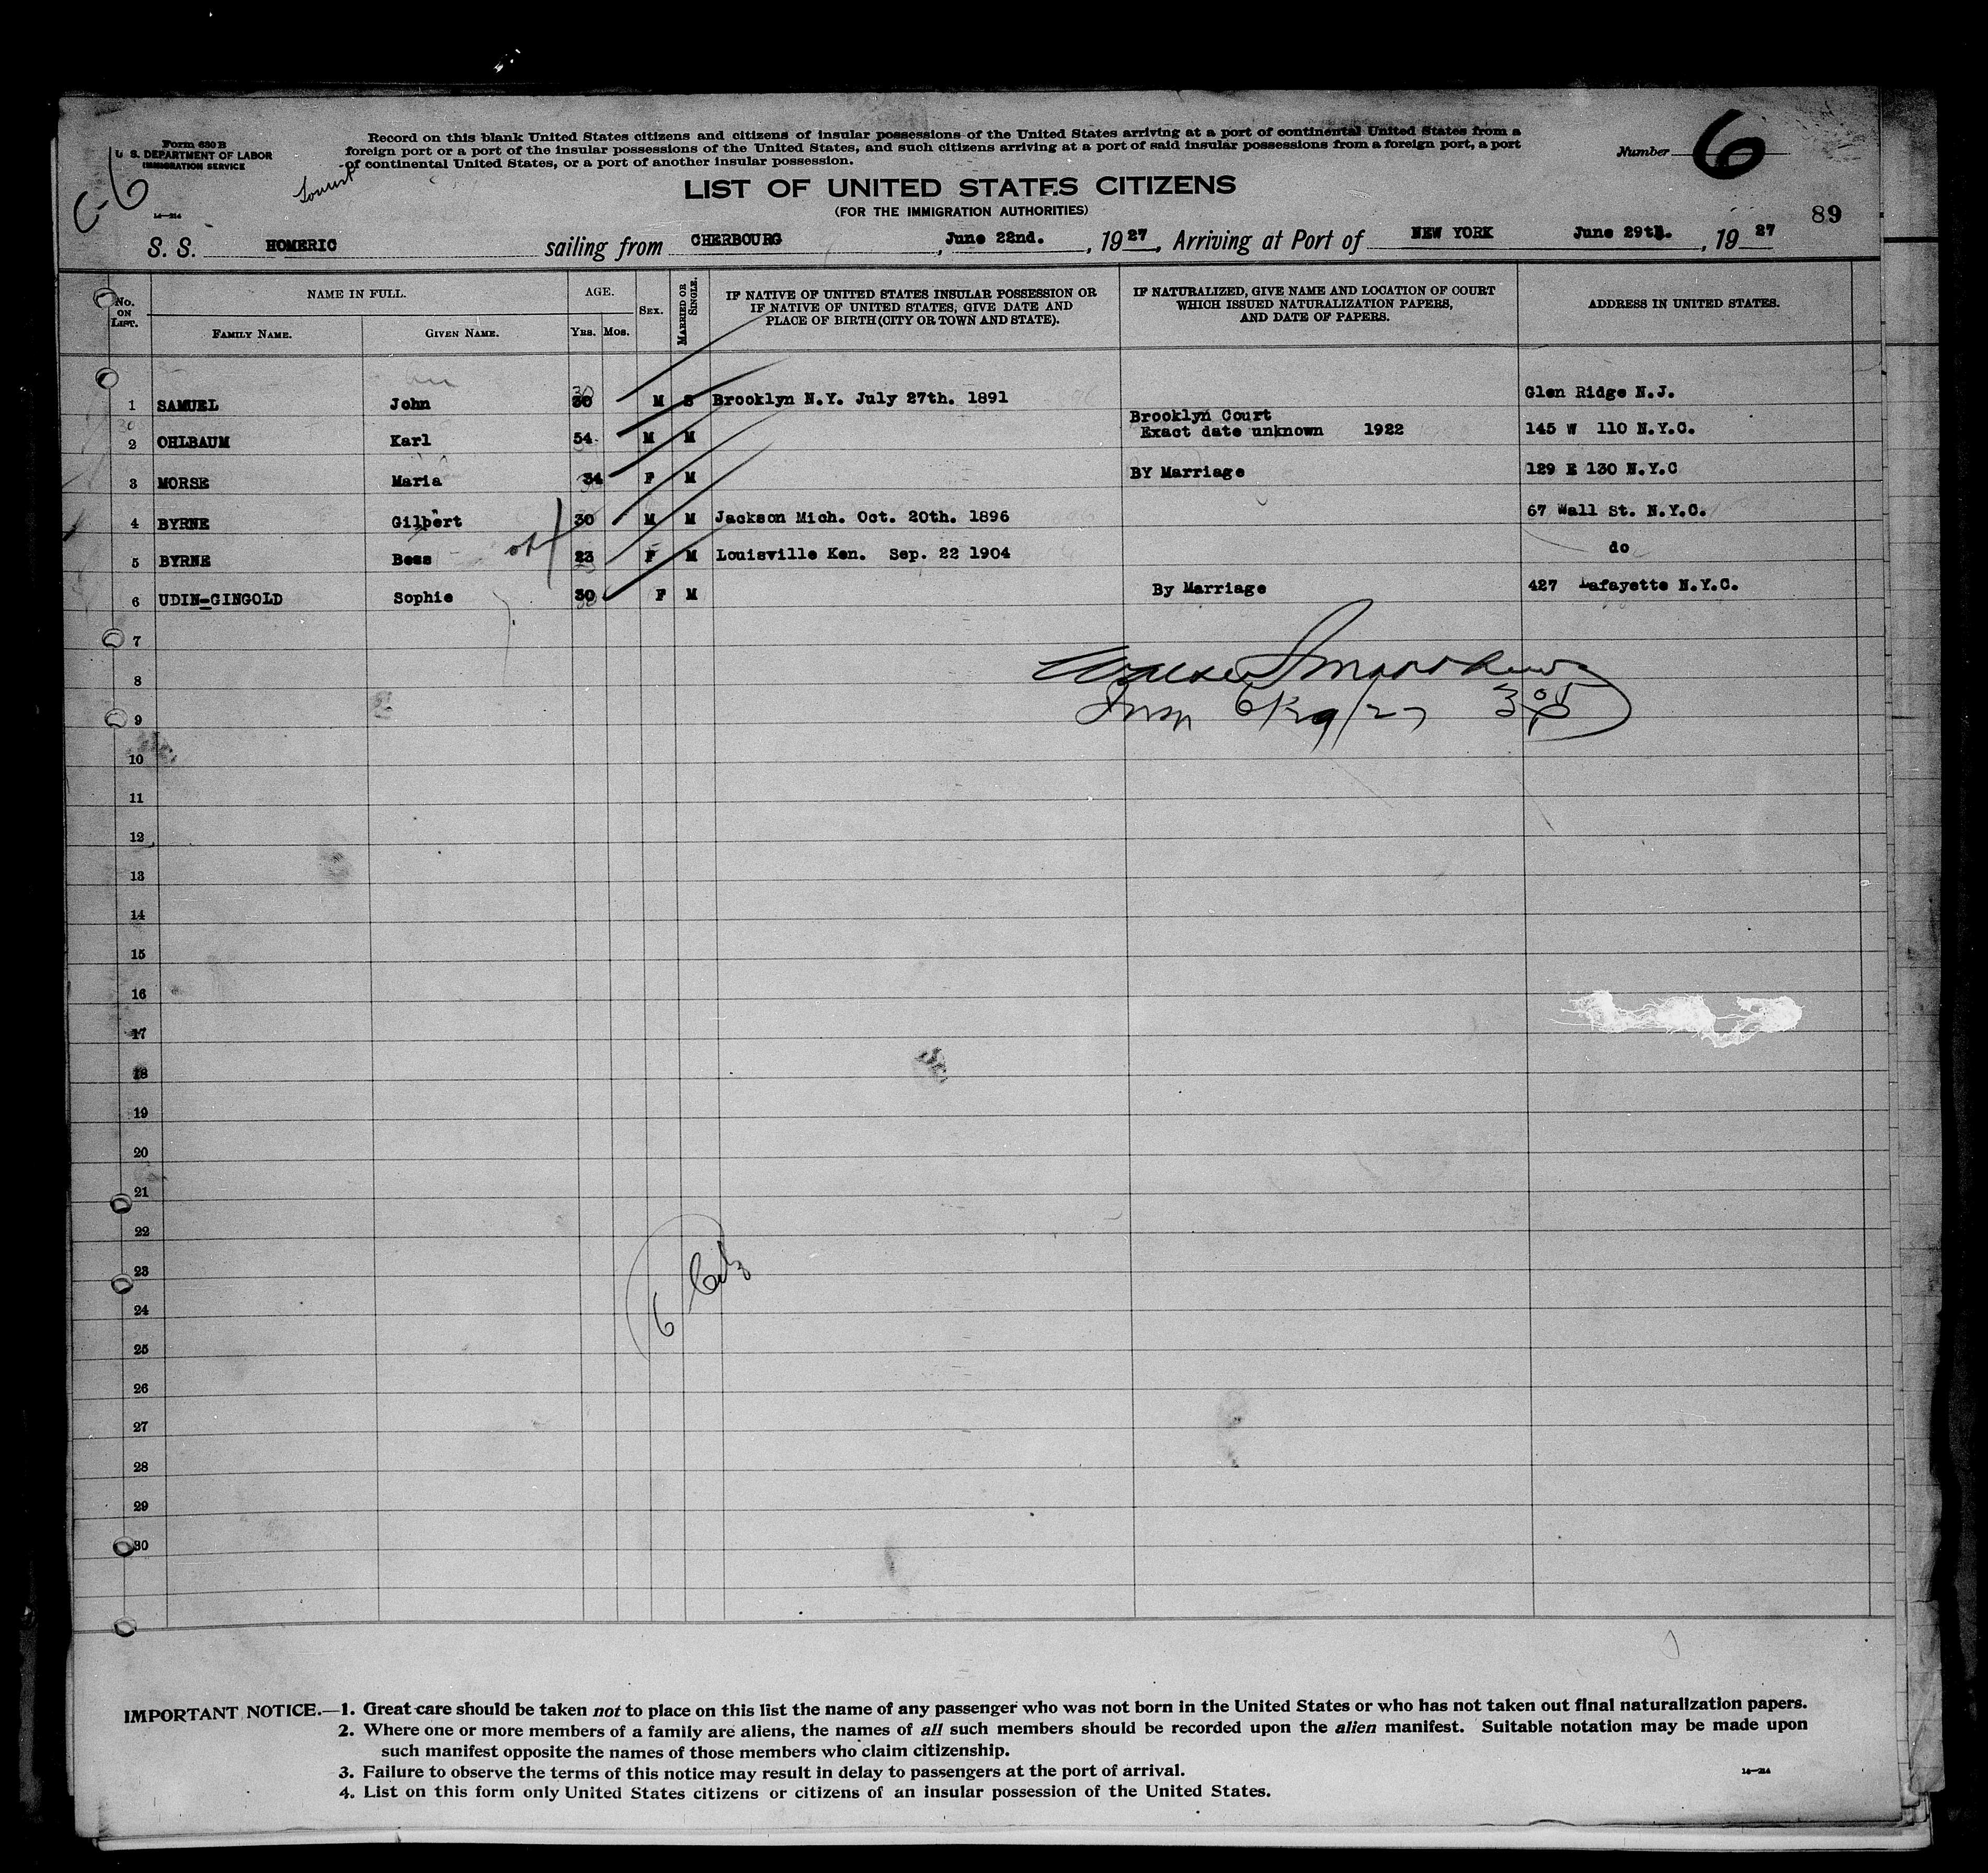 Form 630 B
U. S. DEPARTMENT OF LABOR
IMMIGRATION SERVICE
14—214
C-6
Record on this blank United States citizens and citizens of insular possessions of the United States arriving at a port of continental United States from a
foreign port or a port of the insular possessions of the United States, and such citizens arriving at a port of said insular possessions from a foreign port, a port
of continental United States, or a port of another insular possession.
Tourist
Number 6
LIST OF UNITED STATES CITIZENS
(FOR THE IMMIGRATION AUTHORITIES)
89
S. S. HOMERIC sailing from CHERBOURG, June 22nd., 1927, Arriving at Port of NEW YORK June 29th., 1927
No. ON LIST. NAME IN FULL. FAMILY NAME. GIVEN NAME. AGE. YRS. MOS. SEX. MARRIED OR SINGLE. IF NATIVE OF UNITED STATES INSULAR POSSESSION OR IF NATIVE OF UNITED STATES, GIVE DATE AND PLACE OF BIRTH (CITY OR TOWN AND STATE). IF NATURALIZED, GIVE NAME AND LOCATION OF COURT WHICH ISSUED NATURALIZATION PAPERS, AND DATE OF PAPERS. ADDRESS IN UNITED STATES.
1 SAMUEL John 30 M S Brooklyn N.Y. July 27th. 1891 Glen Ridge N.J.
2 OHLBAUM Karl 54 M M Brooklyn Court Exact date unknown 1922 145 W 110 N.Y.C.
3 MORSE Maria 34 F M BY Marriage 129 E 130 N.Y.C
4 BYRNE Gilbert 30 M M Jackson Mich. Oct. 20th. 1896 67 Wall St. N.Y.C.
5 BYRNE Bess 23 F M Louisville Ken. Sep. 22 1904 do
6 UDIN-GINGOLD Sophie 30 F M By Marriage 427 Lafayette N.Y.C.
7
8
Insp 6/29/27
9
10
11
12
13
14
15
16
17
18
19
20
21
22
23
6 Citz
24
25
26
27
28
29
30
IMPORTANT NOTICE.—1. Great care should be taken not to place on this list the name of any passenger who was not born in the United States or who has not taken out final naturalization papers.
2. Where one or more members of a family are aliens, the names of all such members should be recorded upon the alien manifest. Suitable notation may be made upon
such manifest opposite the names of those members who claim citizenship.
3. Failure to observe the terms of this notice may result in delay to passengers at the port of arrival.
4. List on this form only United States citizens or citizens of an insular possession of the United States.
14—214